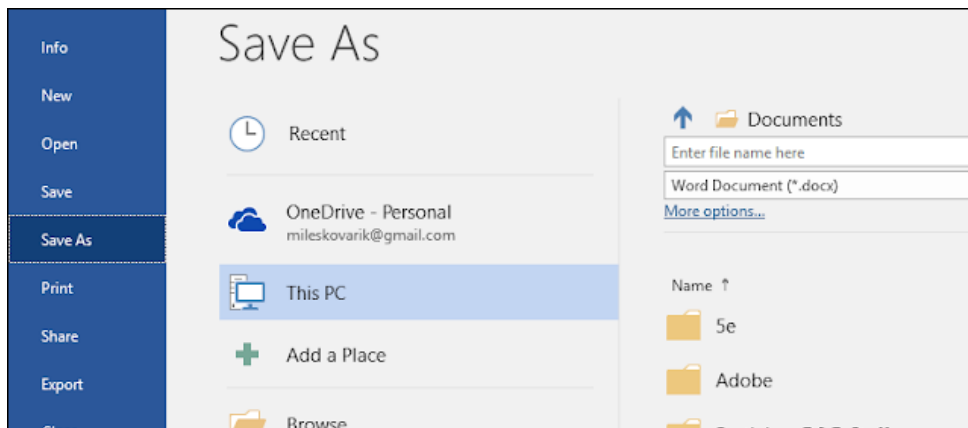 Info
New
Open
Save
Save As
Print
Share
Export
Save As
Recent
OneDrive - Personal
mileskovarik@gmail.com
This PC
Add a Place
Browse
Documents
Enter file name here
Word Document (*.docx)
More options...
Name ↑
5e
Adobe